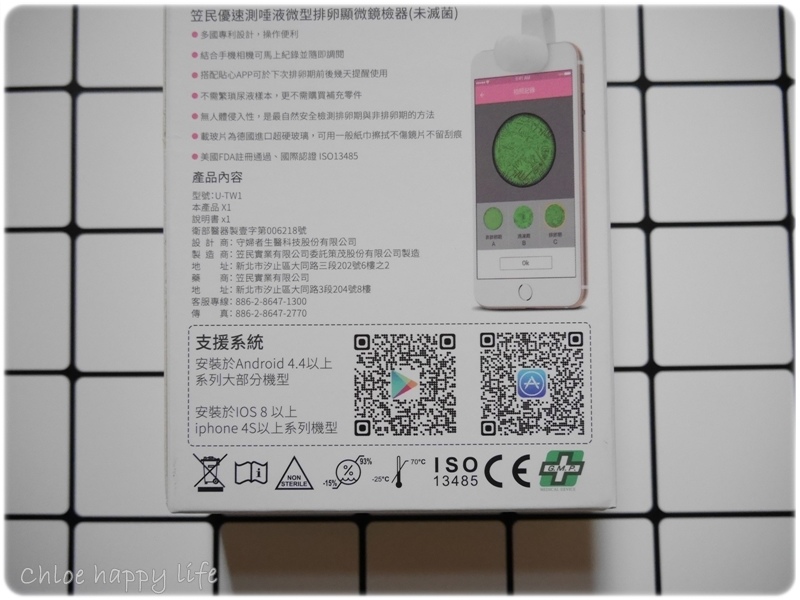 笠民優速測唾液微型排卵顯微鏡檢器(未滅菌)
● 多國專利設計，操作便利
● 結合手機相機可馬上紀錄並隨即調閱
● 搭配貼心APP可於下次排卵期前後幾天提醒使用
● 不需繁瑣尿液樣本，更不需購買補充零件
● 無人體侵入性，是最自然安全檢測排卵期與非排卵期的方法
● 載玻片為德國進口超硬玻璃，可用一般紙巾擦拭不傷鏡片不留刮痕
● 美國FDA註冊通過、國際認證 ISO13485
產品內容
型號：U-TW1
本產品 X1
說明書 x1
衛部醫器製壹字第006218號
設 計 商：守婦者生醫科技股份有限公司
製 造 商：笠民實業有限公司委託策茂股份有限公司製造
地 址：新北市汐止區大同路三段202號6樓之2
藥 商：笠民實業有限公司
地 址：新北市汐止區大同路3段204號8樓
客服專線：886-2-8647-1300
傳 真：886-2-8647-2770
A
B
C
Ok
支援系統
安裝於Android 4.4以上
系列大部分機型
安裝於IOS 8 以上
iphone 4S以上系列機型
NON STERILE
-15% 93%
-25°C 70°C
ISO 13485
CE
G.M.P.
MEDICAL DEVICE
Chloe happy life